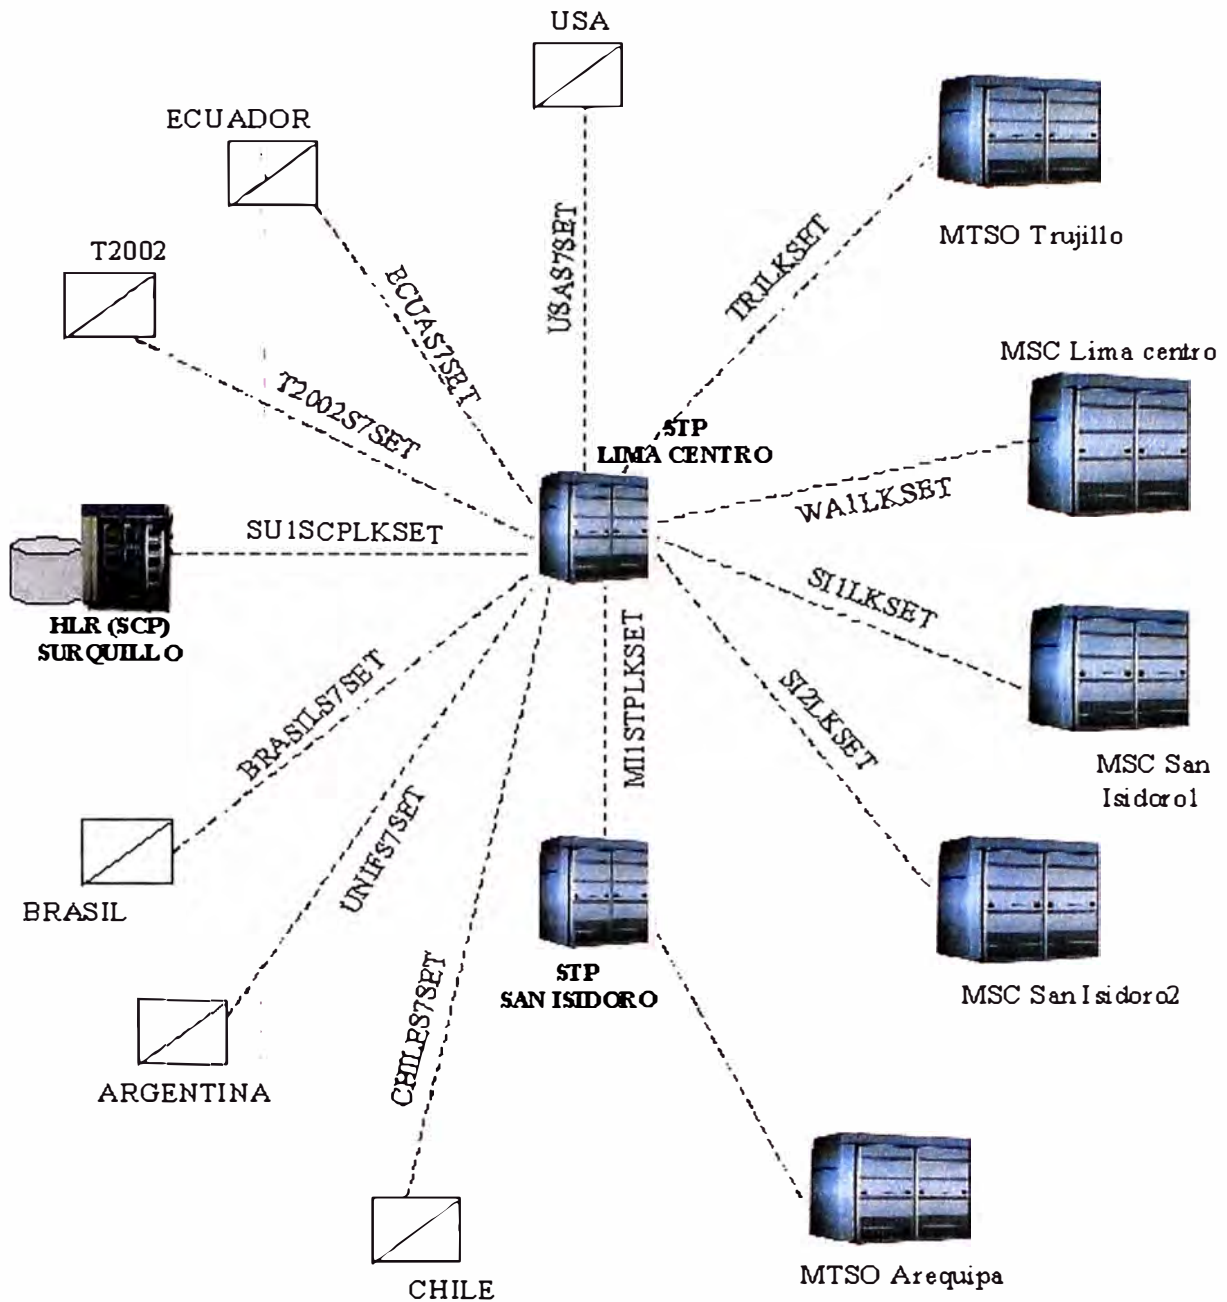 USA
ECUADOR
T2002
USAS7SET
ECUAS7SET
T2002S7SET
TRJLKSET
MTSO Trujillo
MSC Lima centro
STP
LIMA CENTRO
WA1LKSET
SU1SCPLKSET
HLR (SCP)
SURQUILLO
SI1LKSET
SI2LKSET
MI1STPLKSET
MSC San
Isidoro1
BRASILS7SET
UNIFS7SET
CHILES7SET
BRASIL
STP
SAN ISIDORO
MSC San Isidoro2
ARGENTINA
CHILE
MTSO Arequipa